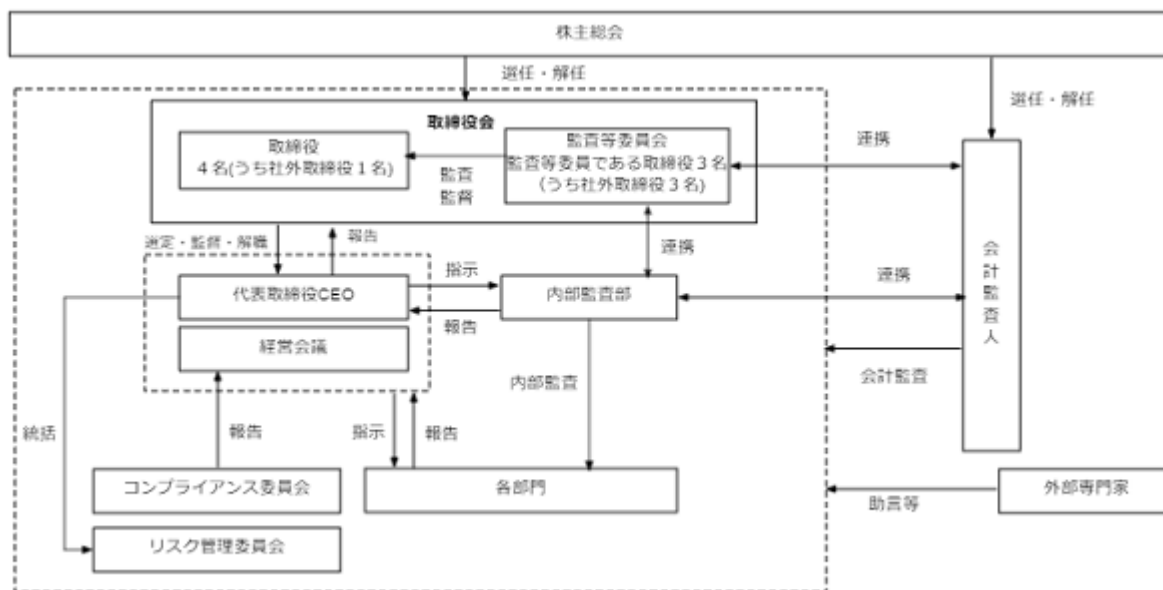 株主総会
選任・解任
選任・解任
取締役会
取締役
4名(うち社外取締役1名)
監査
監督
監査等委員会
監査等委員である取締役3名
(うち社外取締役3名)
連携
選定・監督・解職
報告
連携
代表取締役CEO
指示
報告
内部監査部
連携
会計監査人
経営会議
内部監査
会計監査
統括
報告
指示
報告
コンプライアンス委員会
各部門
助言等
外部専門家
リスク管理委員会